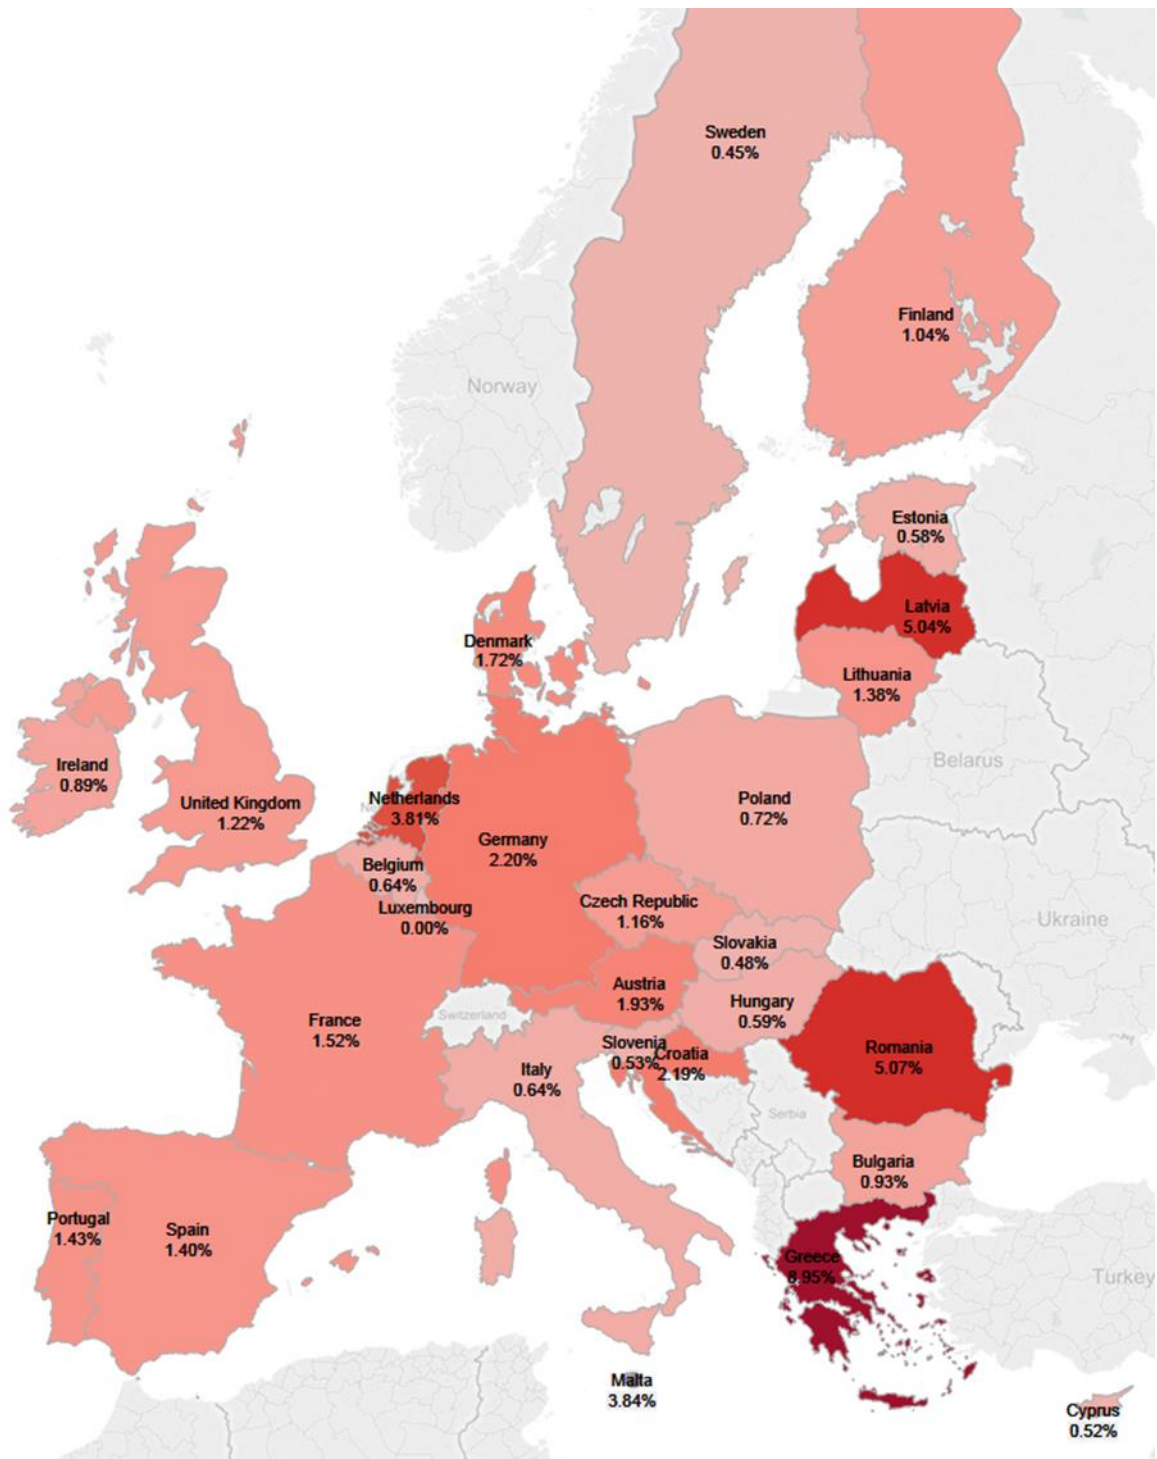 Sweden
0.45%
Finland
1.04%
Norway
Estonia
0.58%
Latvia
5.04%
Denmark
1.72%
Lithuania
1.38%
Ireland
0.89%
United Kingdom
1.22%
Netherlands
3.81%
Belarus
Poland
0.72%
Germany
2.20%
Belgium
0.64%
Luxembourg
0.00%
Czech Republic
1.16%
Ukraine
Slovakia
0.48%
Austria
1.93%
Hungary
0.59%
Switzerland
France
1.52%
Slovenia
0.53%
Croatia
2.19%
Romania
5.07%
Italy
0.64%
Serbia
Bulgaria
0.93%
Portugal
1.43%
Spain
1.40%
Greece
8.95%
Turkey
Malta
3.84%
Cyprus
0.52%